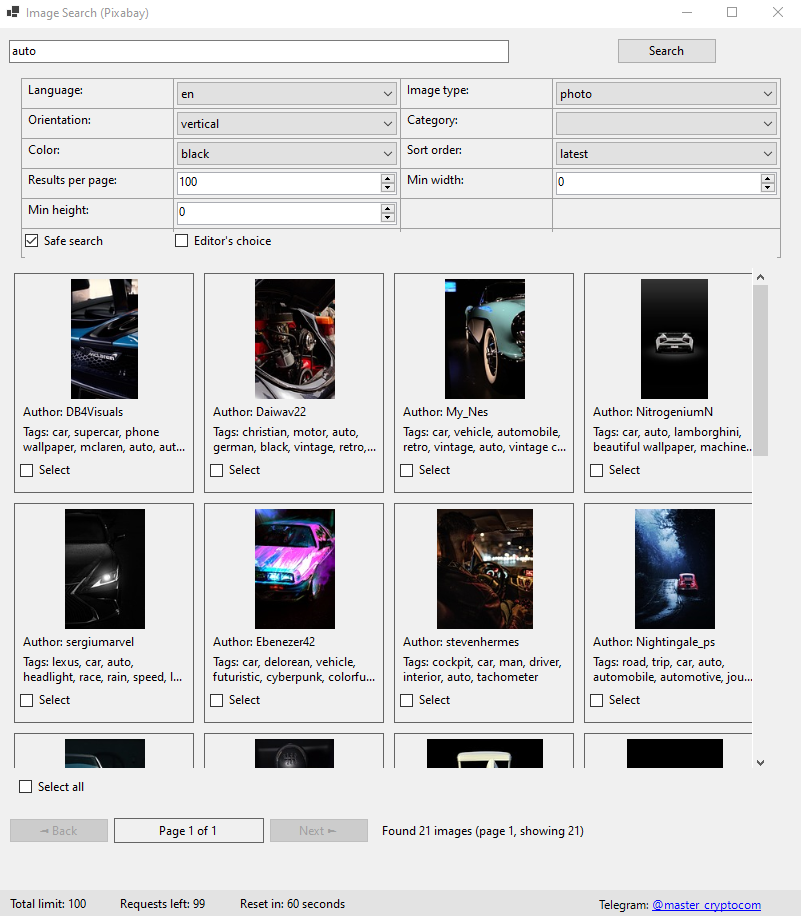 Image Search (Pixabay)
auto
Search
Language:
en
Image type:
photo
Orientation:
vertical
Category:
Color:
black
Sort order:
latest
Results per page:
100
Min width:
0
Min height:
0
Safe search
Editor's choice
Author: DB4Visuals
Tags: car, supercar, phone
wallpaper, mclaren, auto, aut...
Select
Author: Daiwav22
Tags: christian, motor, auto,
german, black, vintage, retro,...
Select
Author: My_Nes
Tags: car, vehicle, automobile,
retro, vintage, auto, vintage c...
Select
Author: NitrogeniumN
Tags: car, auto, lamborghini,
beautiful wallpaper, machine...
Select
Author: sergiumarvel
Tags: lexus, car, auto,
headlight, race, rain, speed, l...
Select
Author: Ebenezer42
Tags: car, delorean, vehicle,
futuristic, cyberpunk, colorfu...
Select
Author: stevenhermes
Tags: cockpit, car, man, driver,
interior, auto, tachometer
Select
Author: Nightingale_ps
Tags: road, trip, car, auto,
automobile, automotive, jou...
Select
Select all
◄ Back
Page 1 of 1
Next ►
Found 21 images (page 1, showing 21)
Total limit: 100
Requests left: 99
Reset in: 60 seconds
Telegram: @master_cryptocom